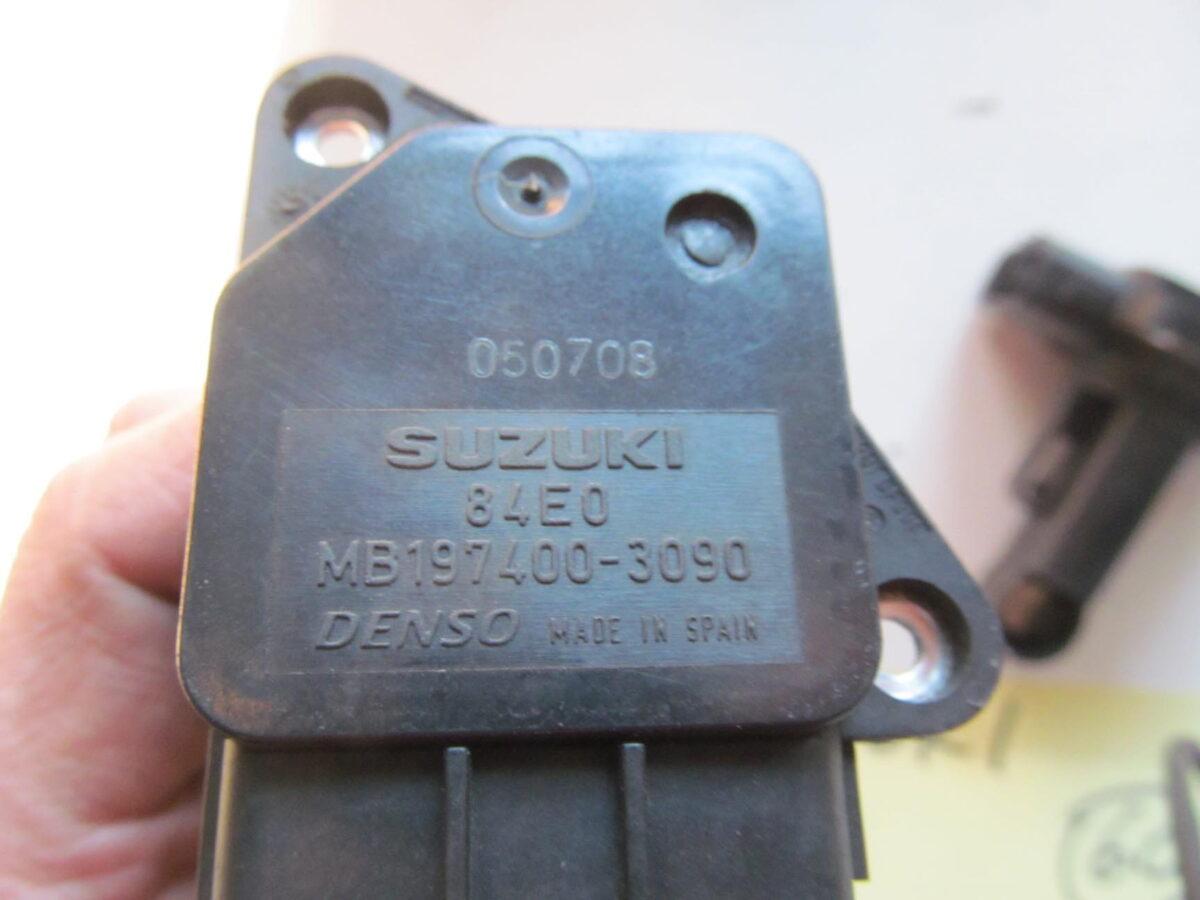 050708
SUZUKI
84E0
MB197400-3090
DENSO MADE IN SPAIN